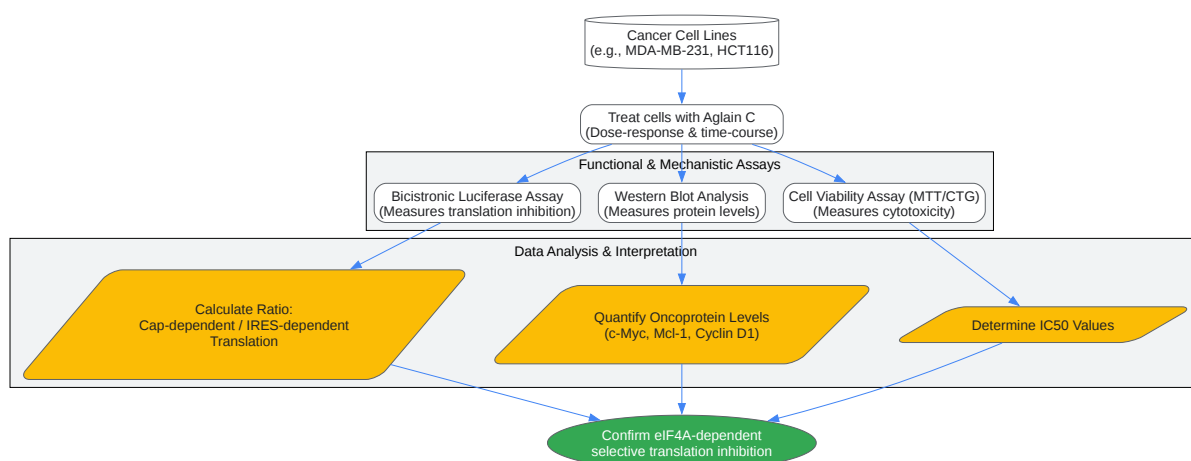 Cancer Cell Lines
(e.g., MDA-MB-231, HCT116)
Treat cells with Aglain C
(Dose-response & time-course)
Functional & Mechanistic Assays
Bicistronic Luciferase Assay
(Measures translation inhibition)
Western Blot Analysis
(Measures protein levels)
Cell Viability Assay (MTT/CTG)
(Measures cytotoxicity)
Data Analysis & Interpretation
Calculate Ratio:
Cap-dependent / IRES-dependent
Translation
Quantify Oncoprotein Levels
(c-Myc, Mcl-1, Cyclin D1)
Determine IC50 Values
Confirm eIF4A-dependent
selective translation inhibition